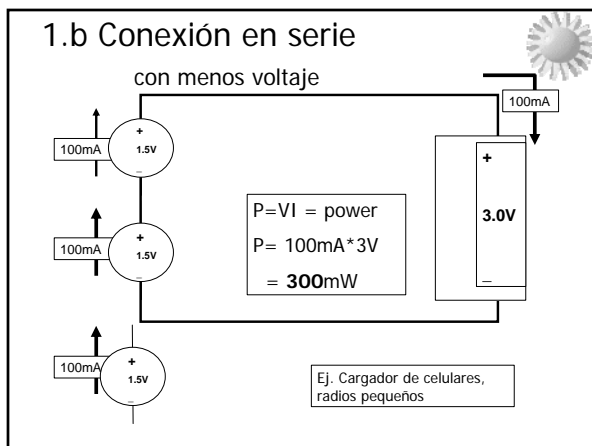 1.b Conexión en serie
con menos voltaje
100mA
+
1.5V
_
100mA
+
1.5V
_
100mA
+
1.5V
_
P=VI = power
P= 100mA*3V
= 300mW
100mA
+
3.0V
_
Ej. Cargador de celulares,
radios pequeños